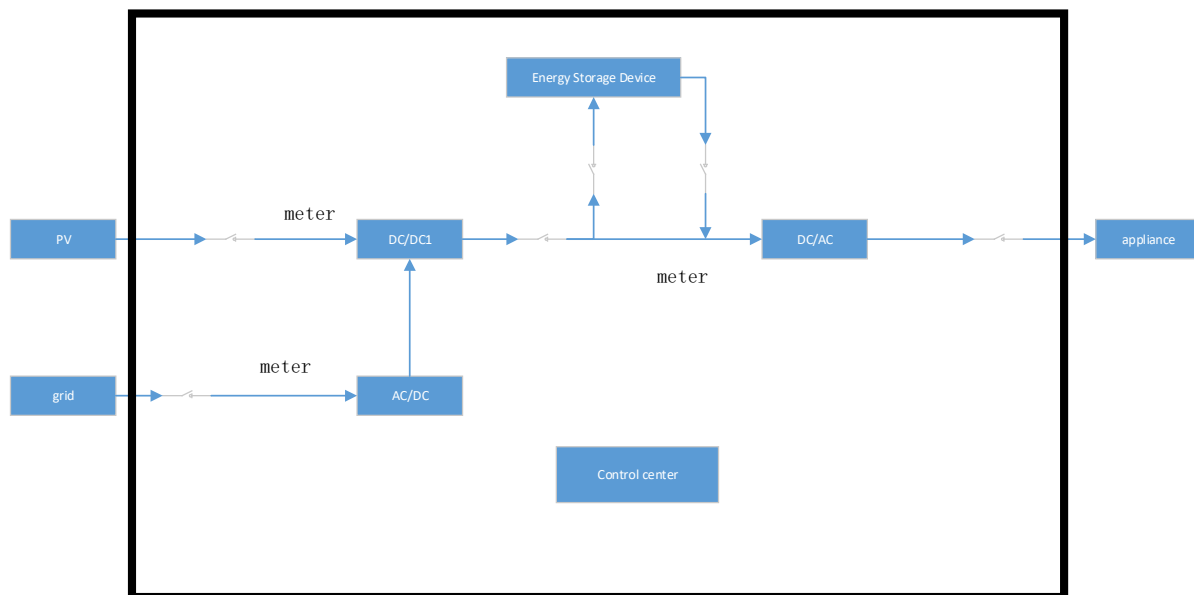 Energy Storage Device
meter
PV
DC/DC1
DC/AC
appliance
meter
meter
grid
AC/DC
Control center